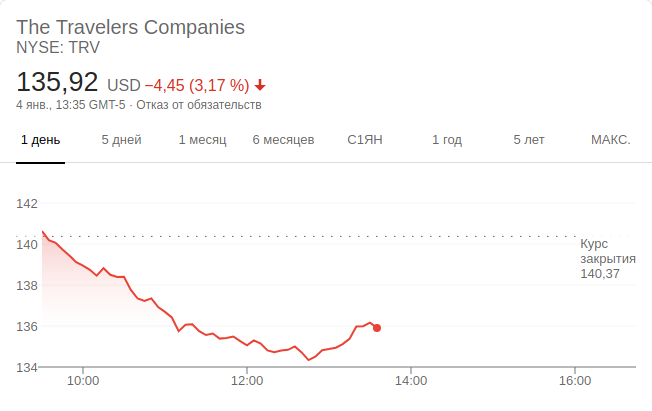 The Travelers Companies
NYSE: TRV
135,92 USD −4,45 (3,17 %)
4 янв., 13:35 GMT-5 · Отказ от обязательств
1 день 5 дней 1 месяц 6 месяцев С1ЯН 1 год 5 лет МАКС.
142
140
138
136
134
Курс
закрытия
140,37
10:00 12:00 14:00 16:00